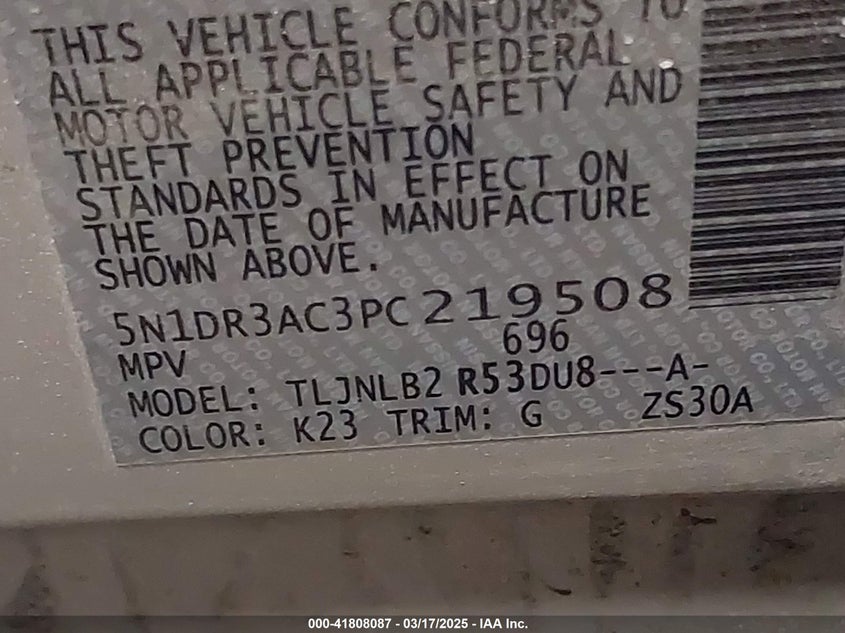 THIS VEHICLE CONFORMS TO
ALL APPLICABLE FEDERAL
MOTOR VEHICLE SAFETY AND
THEFT PREVENTION
STANDARDS IN EFFECT ON
THE DATE OF MANUFACTURE
SHOWN ABOVE.
5N1DR3AC3PC219508
MPV 696
MODEL: TLJNLB2 R53DU8---A-
COLOR: K23 TRIM: G ZS30A
000-41808087 - 03/17/2025 - IAA Inc.